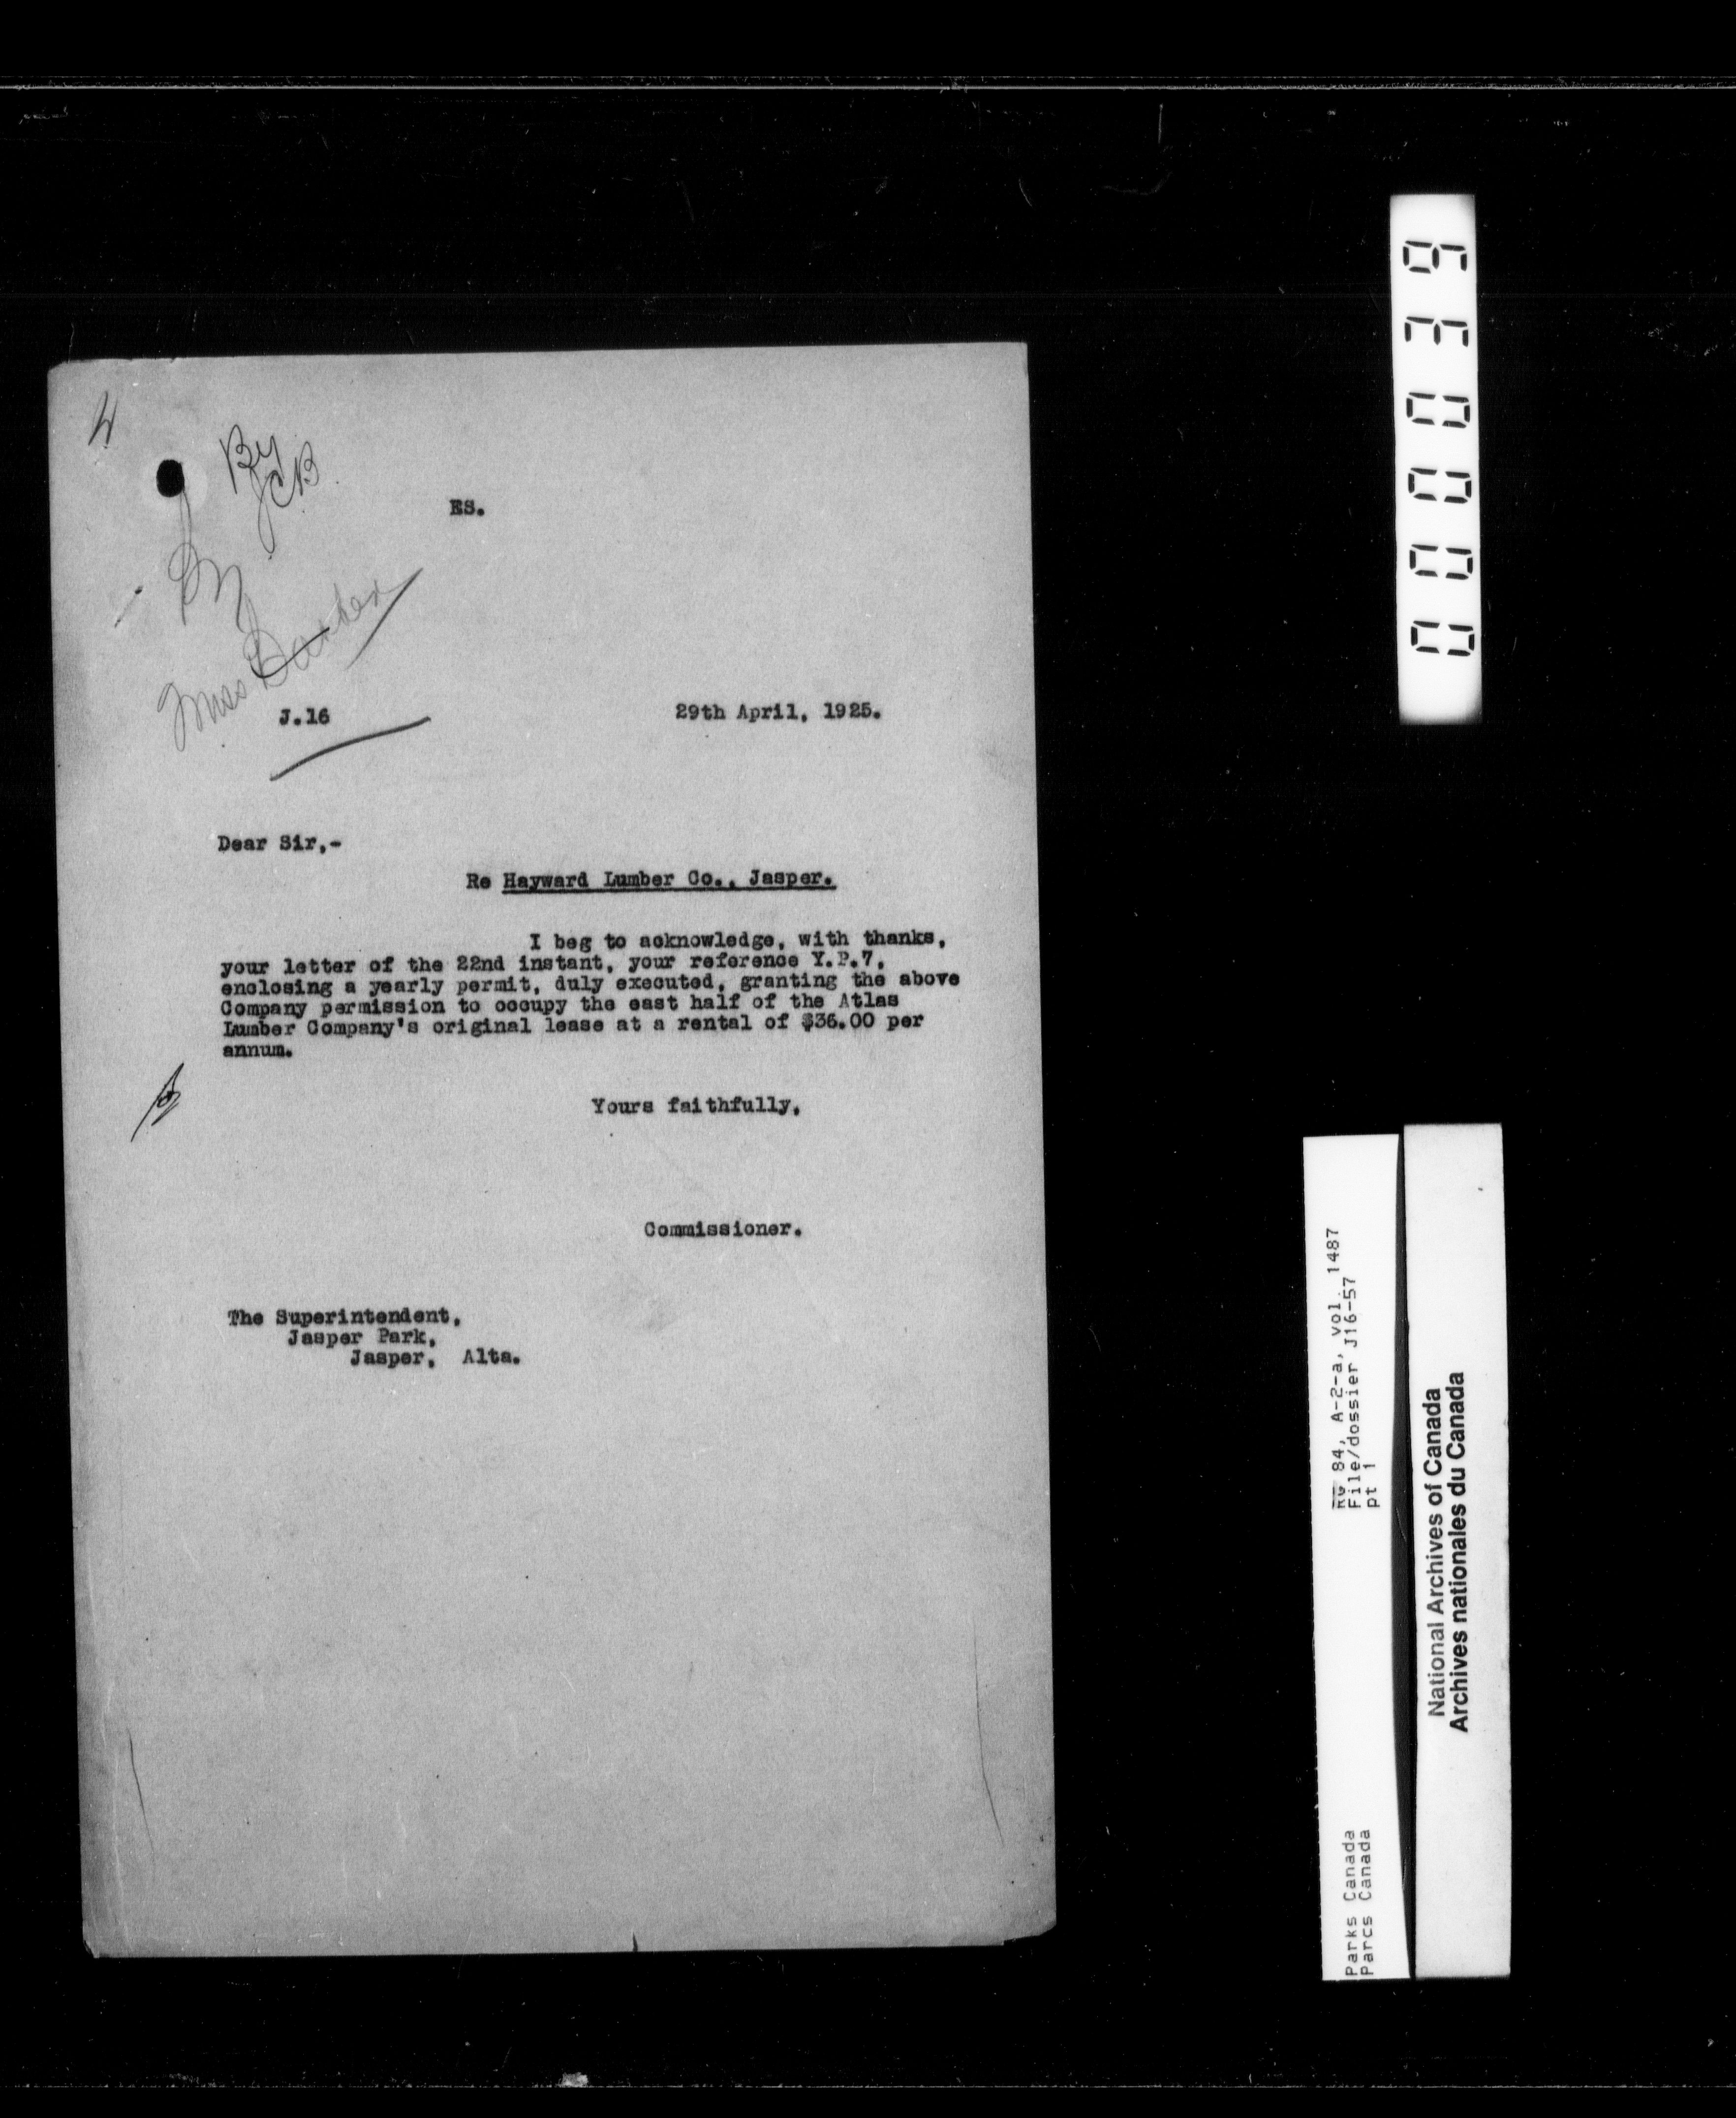 4
By
JCB
ES.
Miss
J.16
29th April, 1925.
Dear Sir,-
Re Hayward Lumber Co., Jasper.
I beg to acknowledge, with thanks,
your letter of the 22nd instant, your reference Y.P.7,
enclosing a yearly permit, duly executed, granting the above
Company permission to occupy the east half of the Atlas
Lumber Company's original lease at a rental of $36.00 per
annum.
Yours faithfully,
Commissioner.
The Superintendent,
Jasper Park,
Jasper, Alta.
000039
RG 84, A-2-a, vol. 1487
File/dossier J16-57
pt 1
Parks Canada
Parcs Canada
National Archives of Canada
Archives nationales du Canada